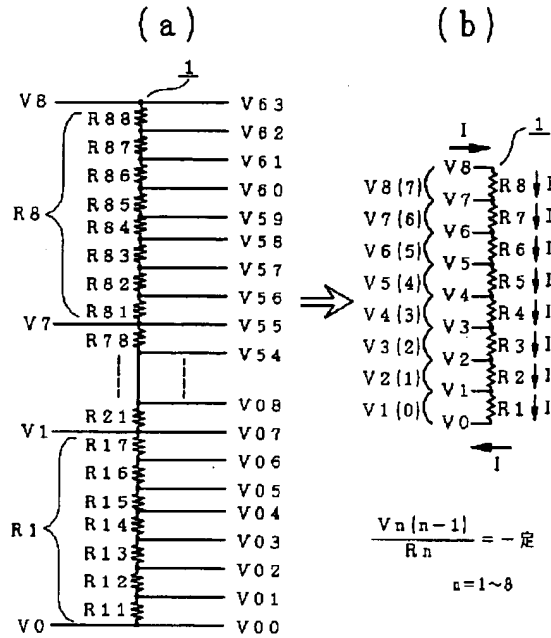 (a)
1
V8 V63
R88
V62
R87
V61
R86
V60
R85
V59
R84
V58
R83
V57
R82
V56
R81
R8
V7 V55
R78
V54
V08
R21
V1 V07
R17
V06
R16
V05
R15
V04
R14
V03
R13
V02
R12
V01
R11
R1
V0 V00
(b)
1
I
V8
V8(7) R8 I
V7
V7(6) R7 I
V6
V6(5) R6 I
V5
V5(4) R5 I
V4
V4(3) R4 I
V3
V3(2) R3 I
V2
V2(1) R2 I
V1
V1(0) R1 I
V0
I
Vn(n-1)
Rn
=一定
n=1~8